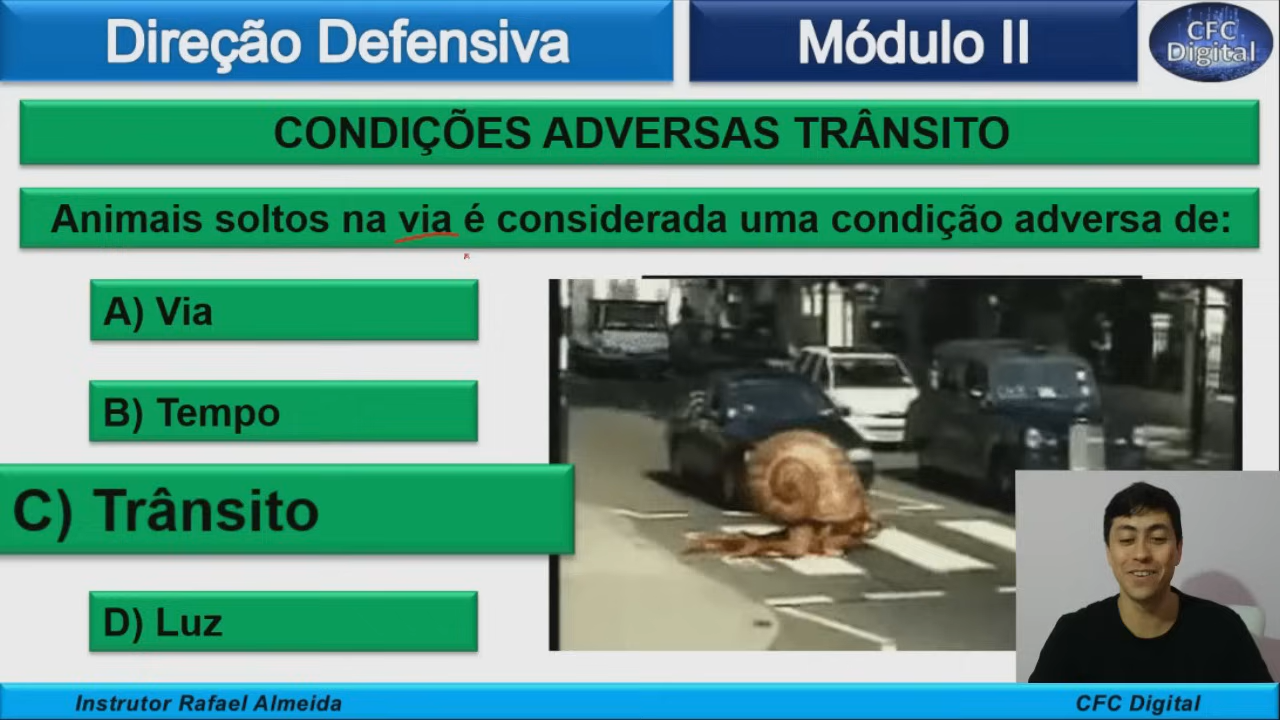 Direção Defensiva
Módulo II
CFC
Digital
CONDIÇÕES ADVERSAS TRÂNSITO
Animais soltos na via é considerada uma condição adversa de:
A) Via
B) Tempo
C) Trânsito
D) Luz
Instrutor Rafael Almeida
CFC Digital